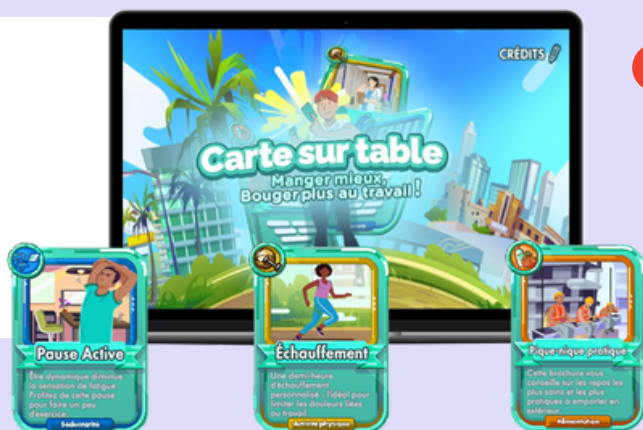 CRÉDITS
Carte sur table
Manger mieux,
Bouger plus au travail !
Pause Active
Être dynamique diminue
la sensation de fatigue.
Profitez de cette pause
pour faire un peu
d'exercice.
Sédentarité
Échauffement
Une demi-heure
d'échauffement
personnalisé : l'idéal pour
limiter les douleurs liées
au travail.
Activité physique
Pique-nique pratique
Cette brochure vous
conseille sur les repas les
plus sains et les plus
pratiques à emporter en
extérieur.
Alimentation